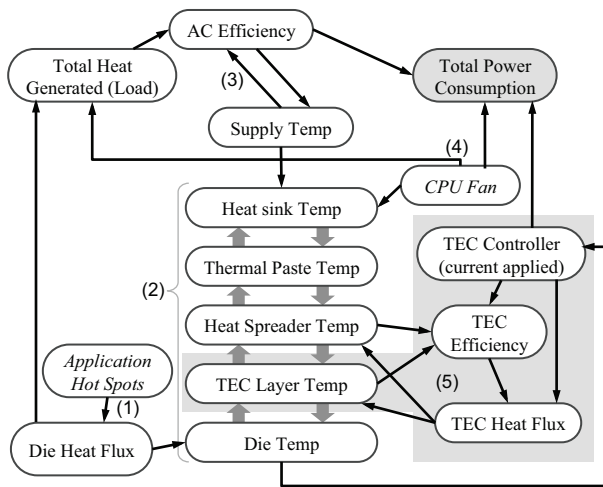 AC Efficiency
Total Heat
Generated (Load)
Total Power
Consumption
(3)
Supply Temp
(4)
CPU Fan
Heat sink Temp
TEC Controller
(current applied)
Thermal Paste Temp
(2)
Heat Spreader Temp
TEC
Efficiency
Application
Hot Spots
TEC Layer Temp
(5)
(1)
TEC Heat Flux
Die Heat Flux
Die Temp